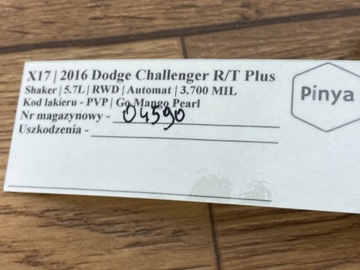 X17 | 2016 Dodge Challenger R/T Plus
Shaker | 5.7L | RWD | Automat | 3,700 MIL
Kod lakieru - PVP | Go Mango Pearl
Nr magazynowy - 04590
Uszkodzenia -
Pinya